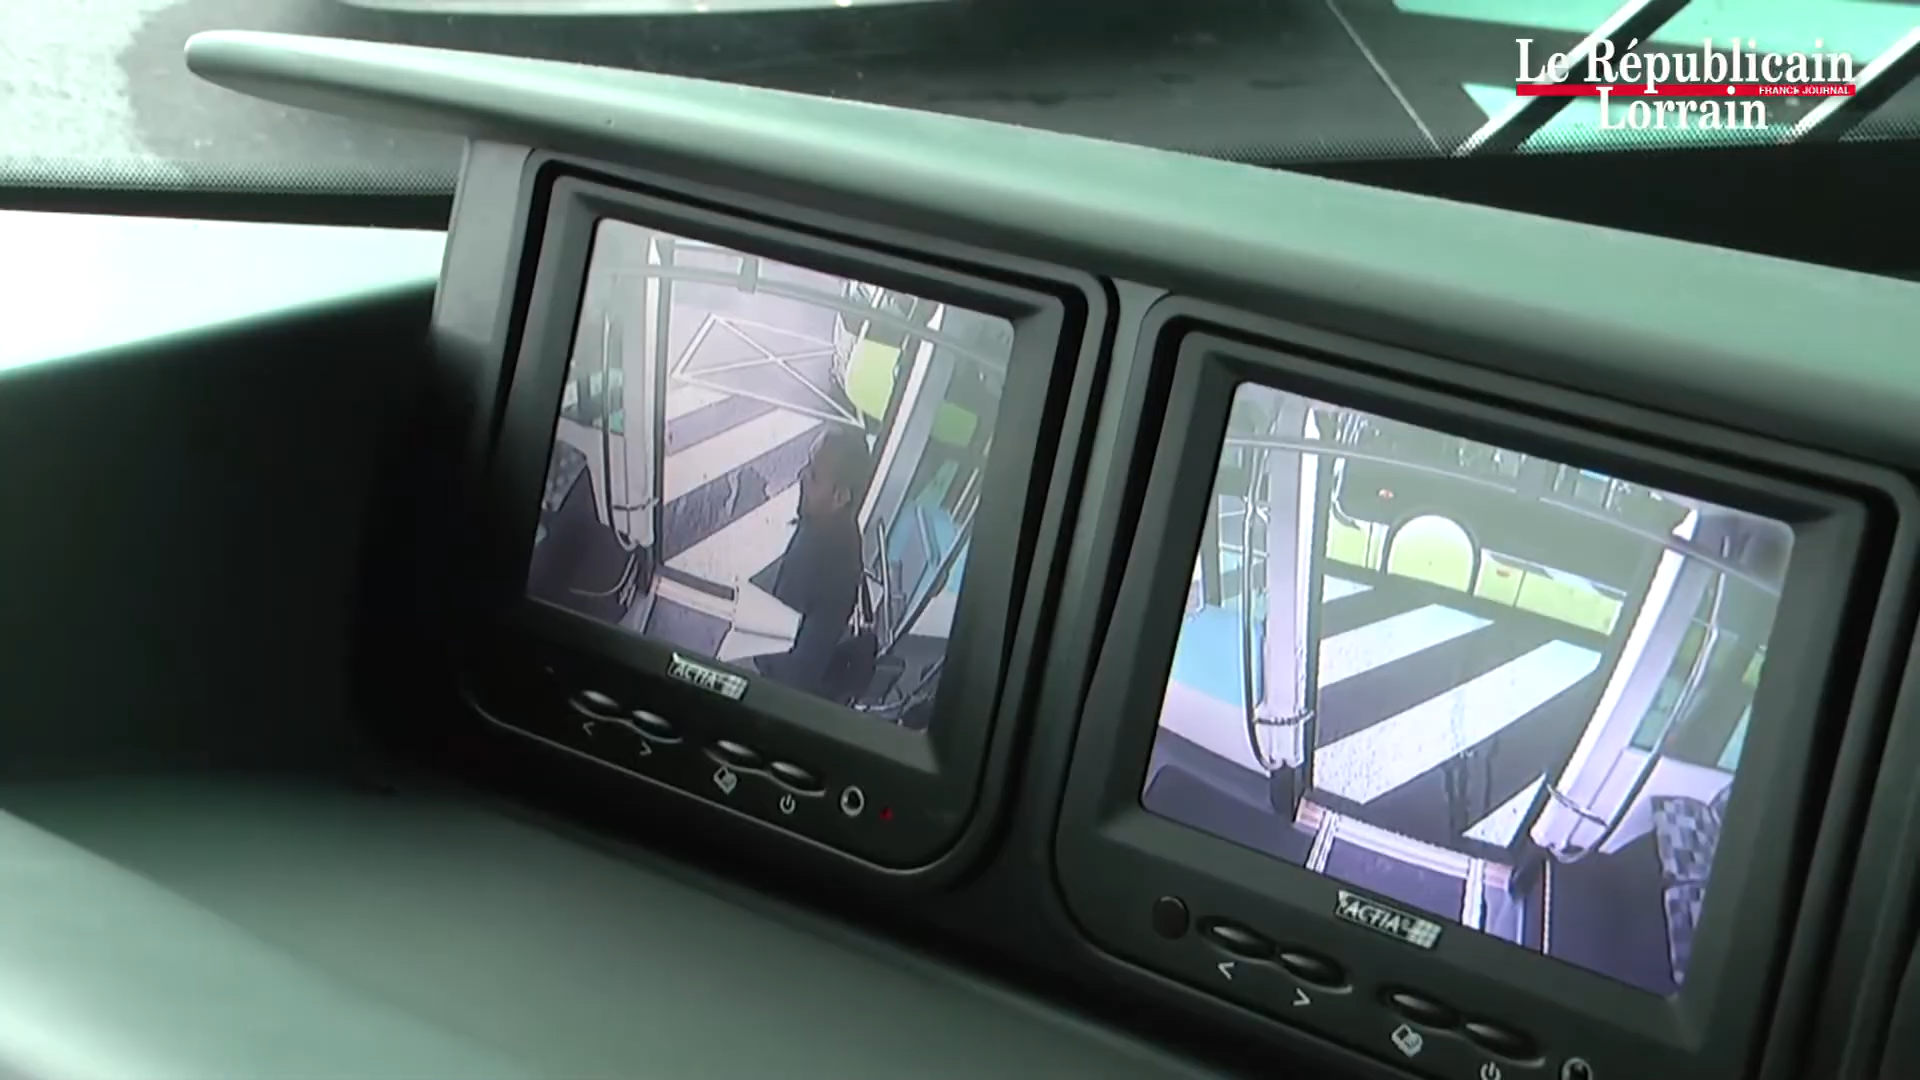 Le Républicain
FRANCE JOURNAL
Lorrain
ACTIA
< >
ACTIA
< >